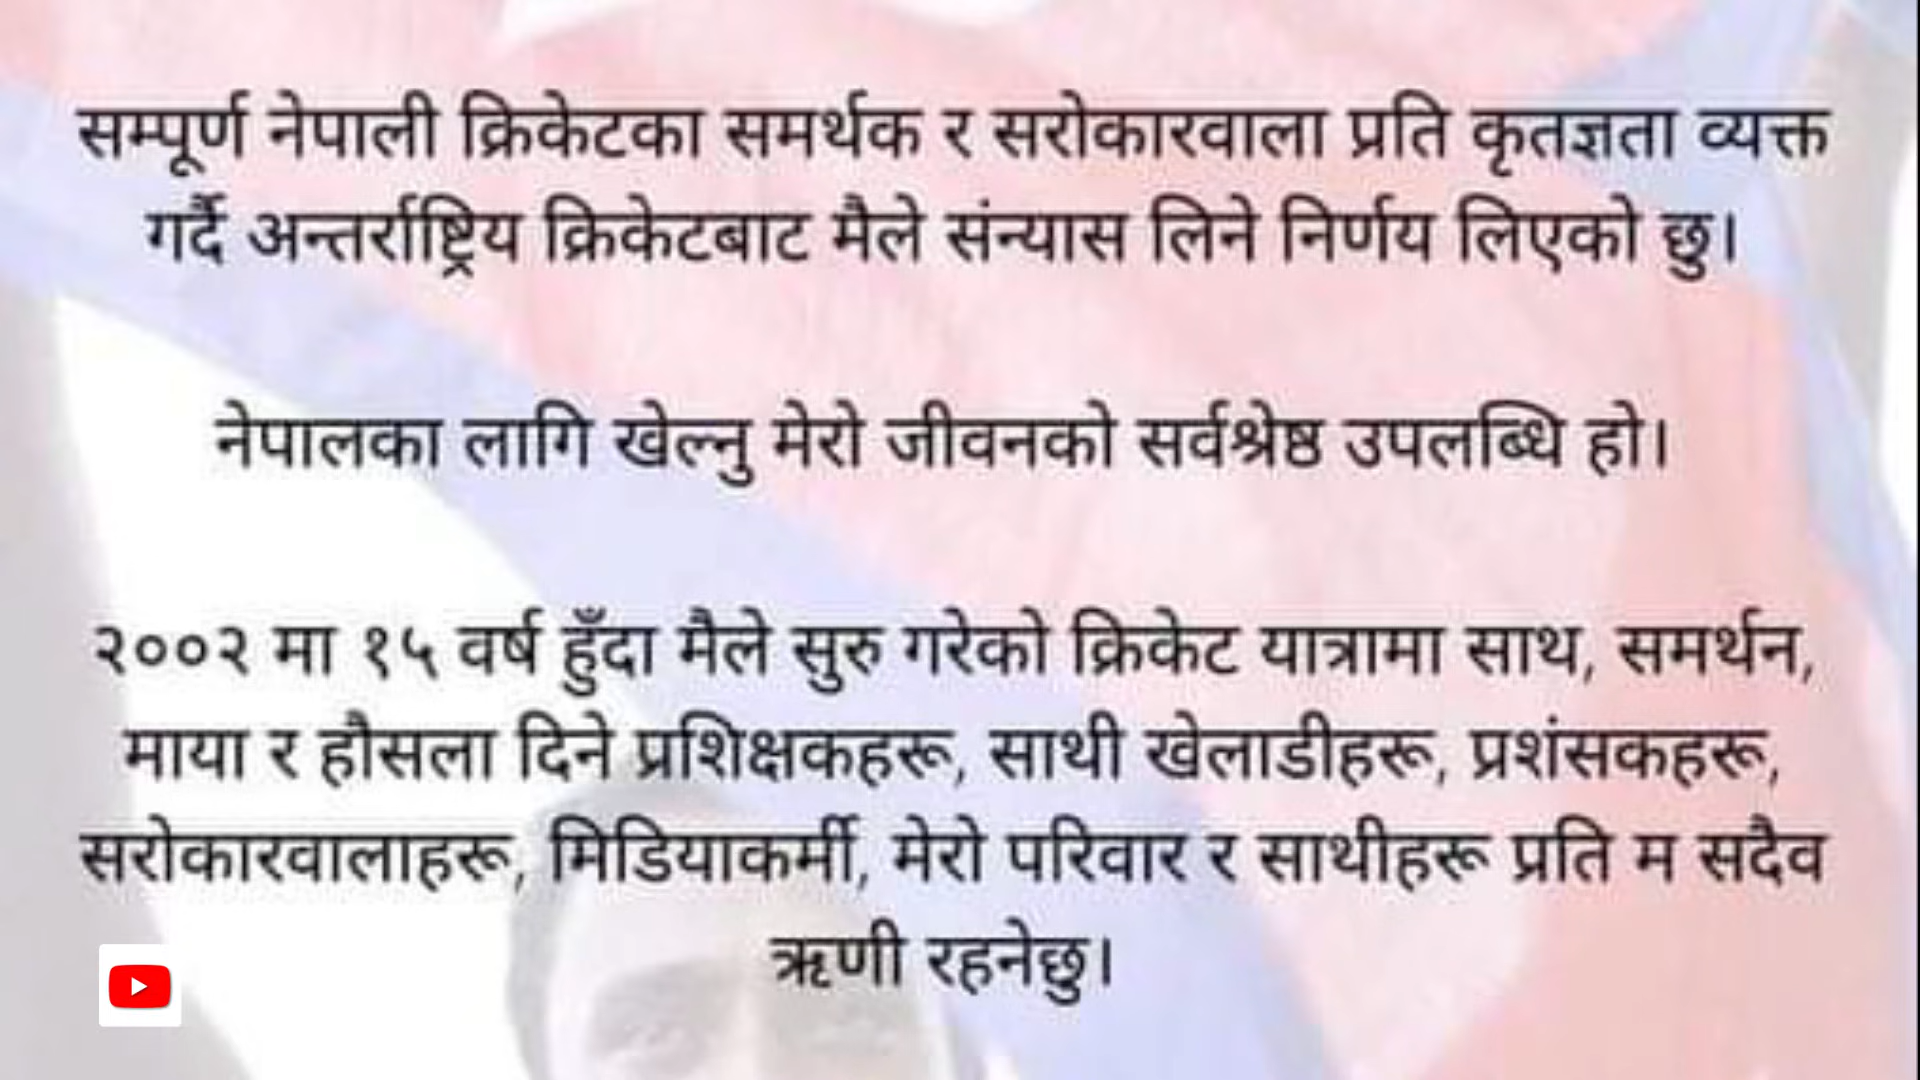 सम्पूर्ण नेपाली क्रिकेटका समर्थक र सरोकारवाला प्रति कृतज्ञता व्यक्त
गर्दै अन्तर्राष्ट्रिय क्रिकेटबाट मैले संन्यास लिने निर्णय लिएको छु।
नेपालका लागि खेल्नु मेरो जीवनको सर्वश्रेष्ठ उपलब्धि हो।
२००२ मा १५ वर्ष हुँदा मैले सुरु गरेको क्रिकेट यात्रामा साथ, समर्थन,
माया र हौसला दिने प्रशिक्षकहरू, साथी खेलाडीहरू, प्रशंसकहरू,
सरोकारवालाहरू, मिडियाकर्मी, मेरो परिवार र साथीहरू प्रति म सदैव
ऋणी रहनेछु।